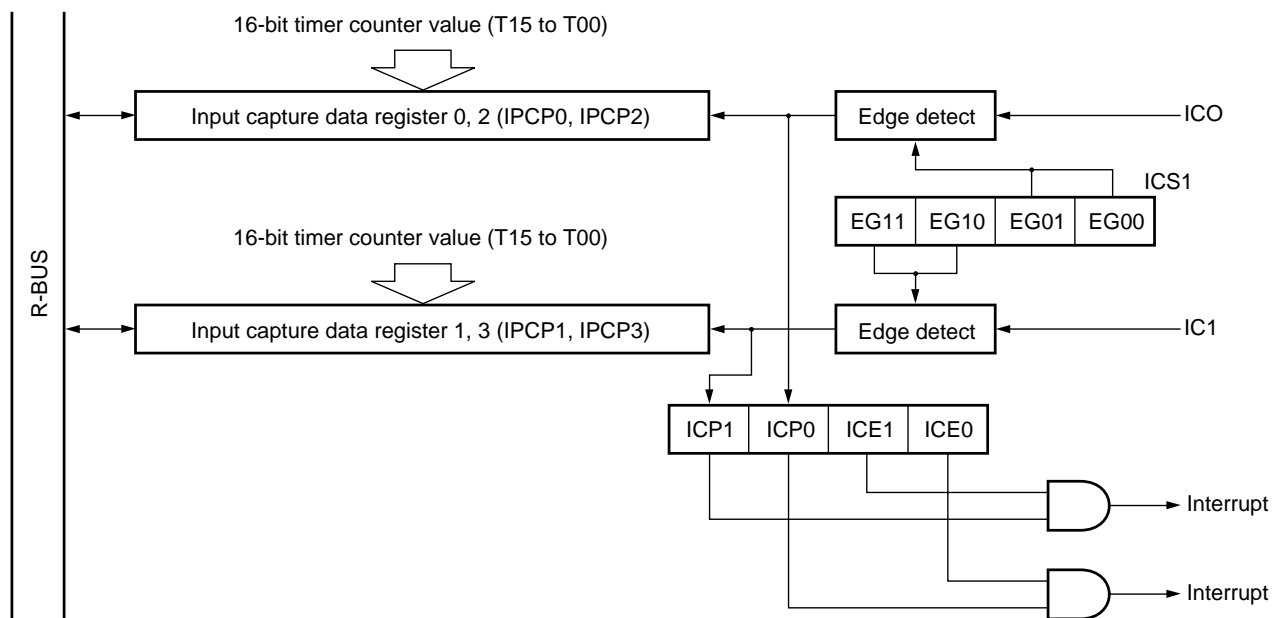 16-bit timer counter value (T15 to T00)
Input capture data register 0, 2 (IPCP0, IPCP2)
Edge detect
ICO
ICS1
EG11 EG10 EG01 EG00
16-bit timer counter value (T15 to T00)
R-BUS
Input capture data register 1, 3 (IPCP1, IPCP3)
Edge detect
IC1
ICP1 ICP0 ICE1 ICE0
Interrupt
Interrupt